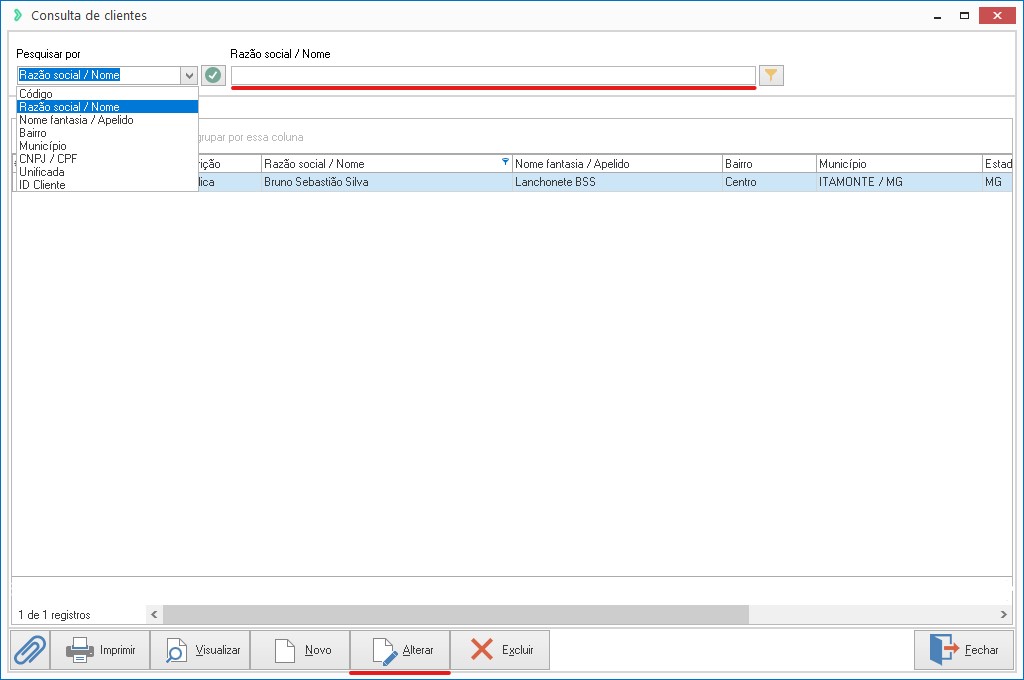 Consulta de clientes
Pesquisar por
Razão social / Nome
Razão social / Nome
Código
Razão social / Nome
Nome fantasia / Apelido
Bairro
Município
CNPJ / CPF
Unificada
ID Cliente
grupar por essa coluna
rição Razão social / Nome Nome fantasia / Apelido Bairro Município Estad
lica Bruno Sebastião Silva Lanchonete BSS Centro ITAMONTE / MG MG
1 de 1 registros
Imprimir Visualizar Novo Alterar Excluir Fechar